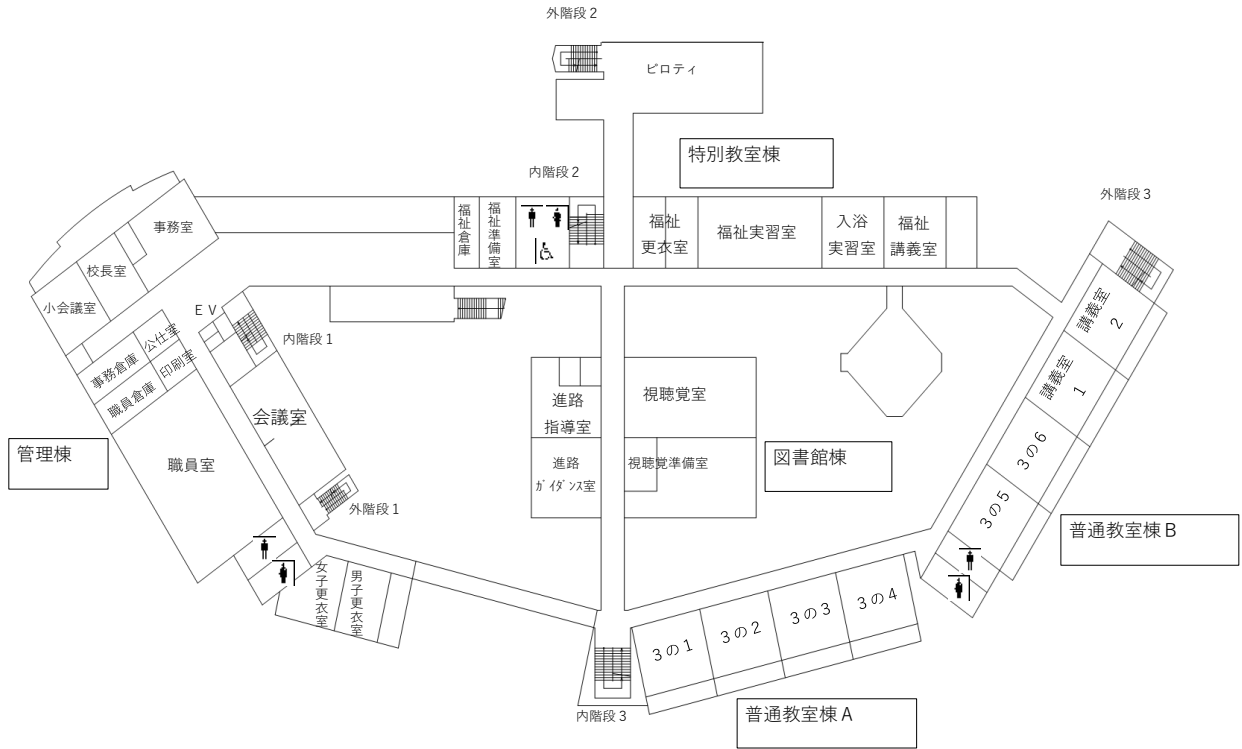 外階段２
ピロティ
特別教室棟
内階段２
外階段３
事務室
校長室
小会議室
福祉倉庫
福祉準備室
福祉
更衣室
福祉実習室
入浴
実習室
福祉
講義室
ＥＶ
内階段１
公仕室
印刷室
事務倉庫
職員倉庫
会議室
職員室
管理棟
外階段１
進路
指導室
視聴覚室
進路
ｶﾞｲﾀﾞﾝｽ室
視聴覚準備室
図書館棟
講義室
２
講義室
１
３の６
３の５
普通教室棟Ｂ
女子更衣室
男子更衣室
３の１
３の２
３の３
３の４
内階段３
普通教室棟Ａ